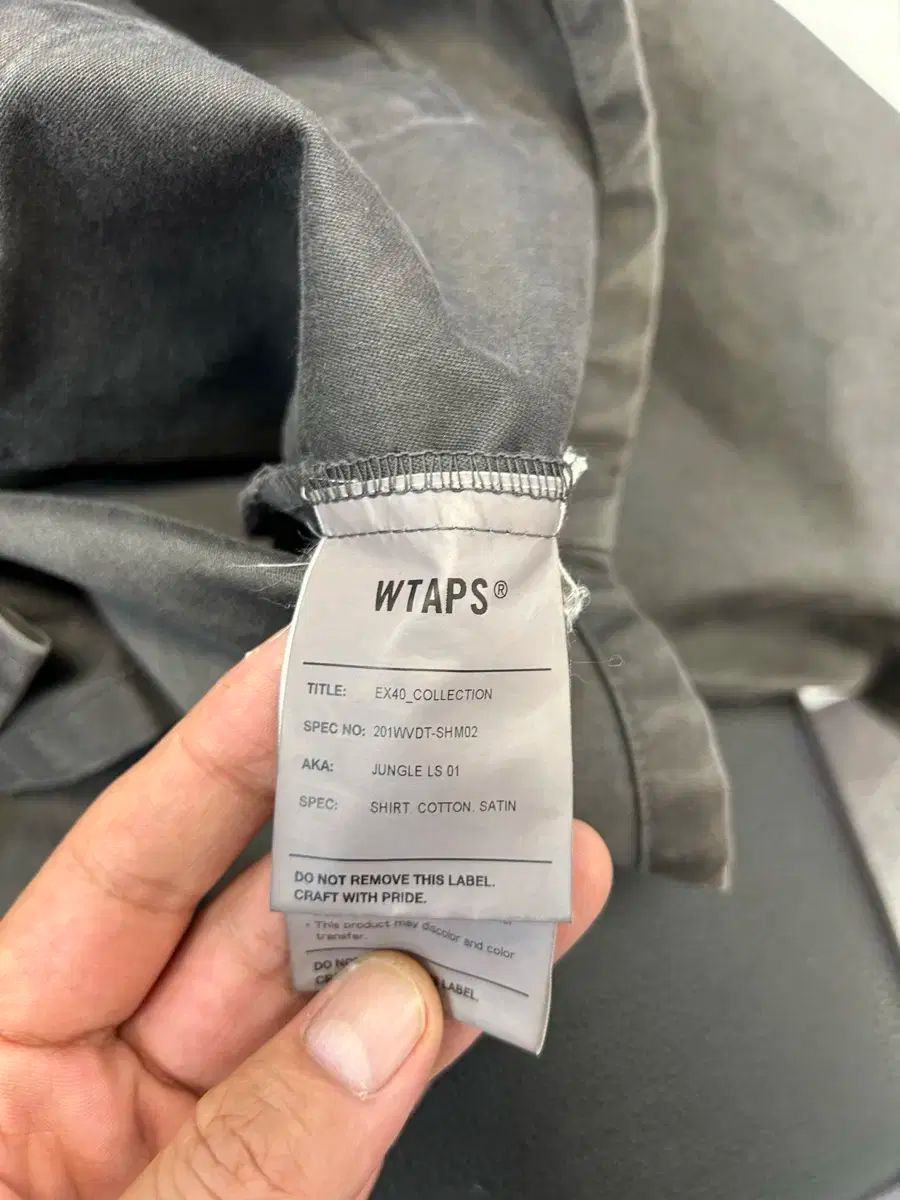 WTAPS®
TITLE: EX40_COLLECTION
SPEC NO: 201WVDT-SHM02
AKA: JUNGLE LS 01
SPEC: SHIRT. COTTON. SATIN
DO NOT REMOVE THIS LABEL.
CRAFT WITH PRIDE.
• This product may discolor and color
transfer.
DO LABEL.